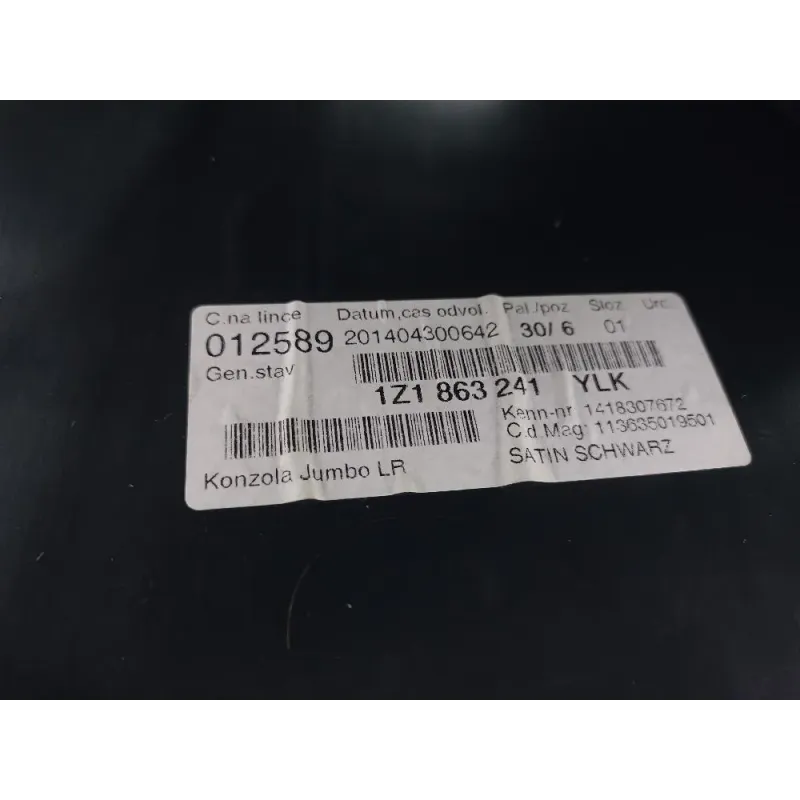 C.na lince Datum,cas odvol. Pal./poz Sloz. Urc.
012589 201404300642 30/ 6 01
Gen.stav
1Z1 863 241 YLK
Kenn-nr 1418307672
C.d.Mag: 113635019501
Konzola Jumbo LR SATIN SCHWARZ